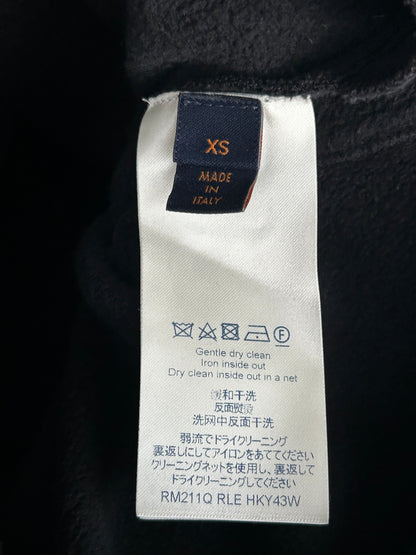 XS
MADE
IN
ITALY
Gentle dry clean
Iron inside out
Dry clean inside out in a net
缓和干洗
反面熨烫
洗网中反面干洗
弱流でドライクリーニング
裏返しにしてアイロンをあててください
クリーニングネットを使用し、裏返しでドライ
クリーニングしてください
RM211Q RLE HKY43W